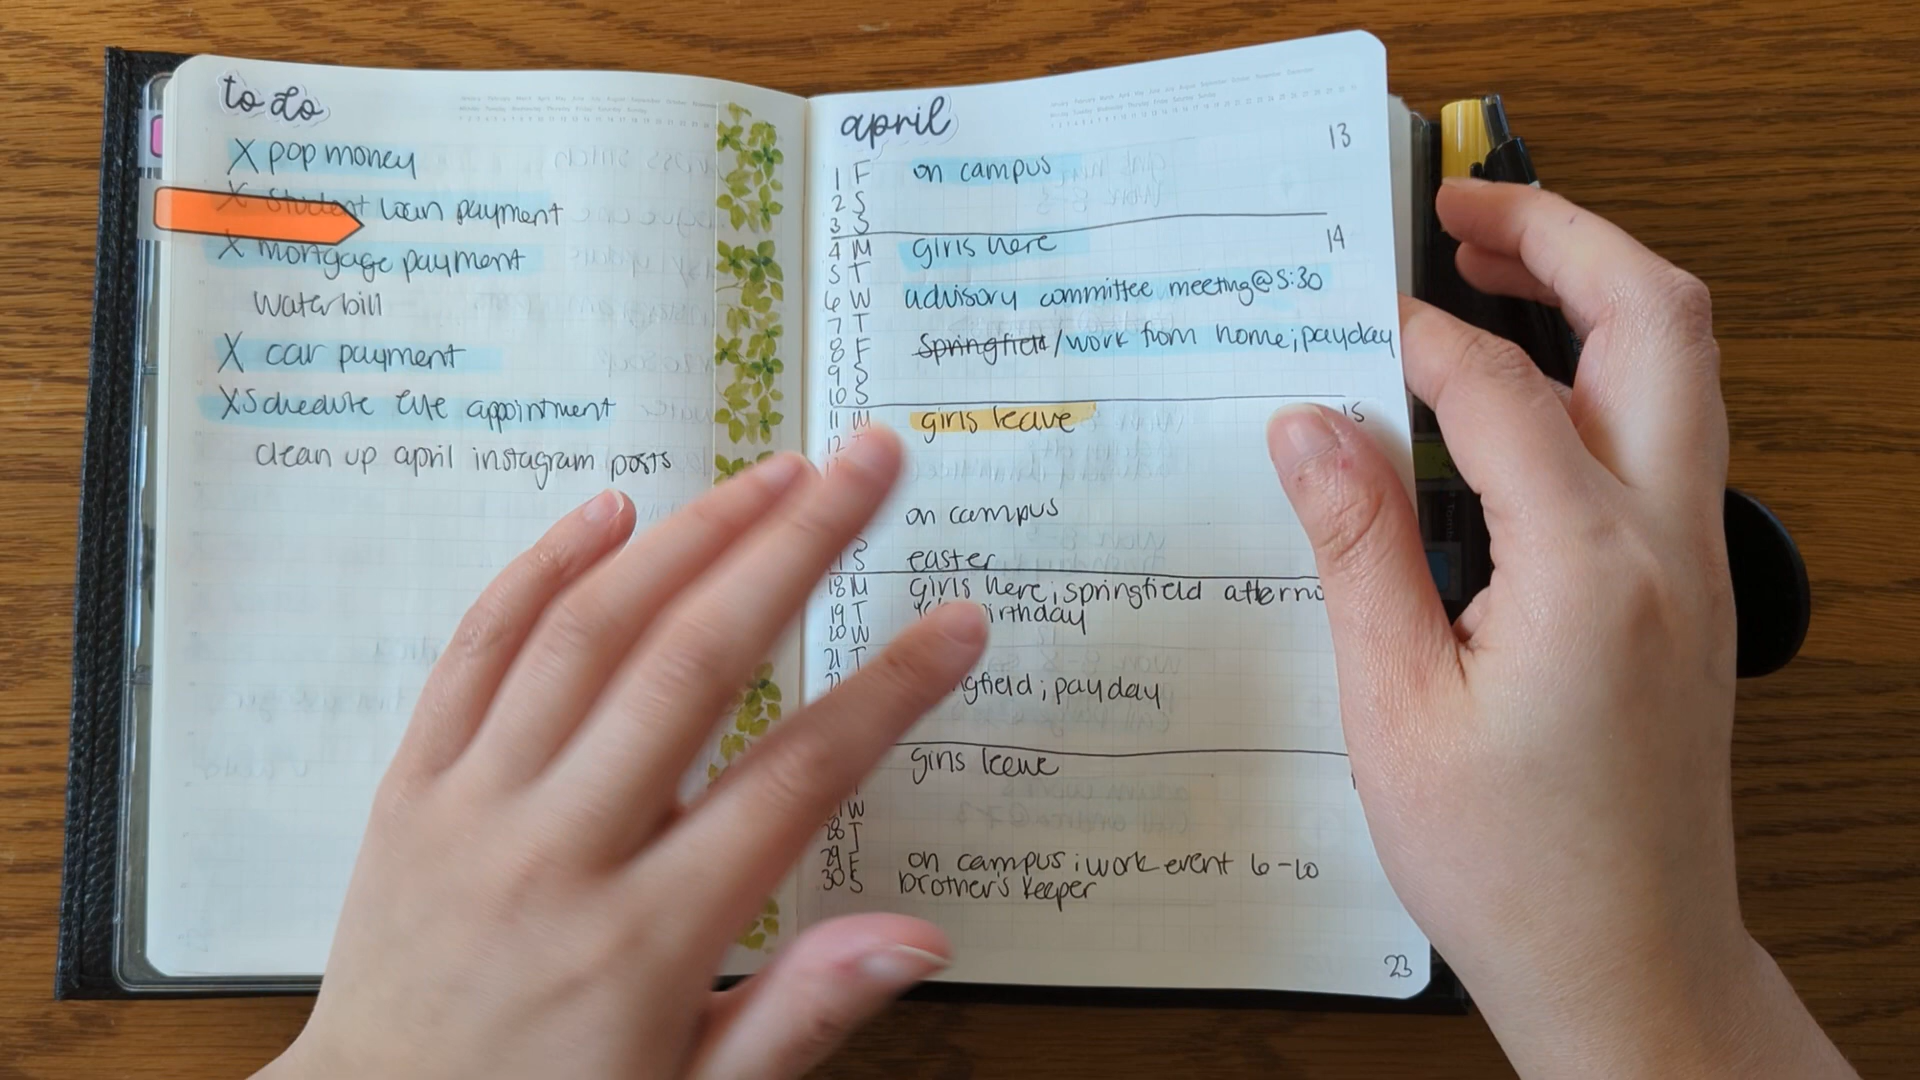 to do
X pop money
X student loan payment
X mortgage payment
water bill
X car payment
X Schedule eye appointment
clean up april instagram posts
april
13
1 F on campus
2 S
3 S
4 M girls here 14
5 T
6 W advisory committee meeting@5:30
7 T
8 F Springfield/work from home; payday
9 S
10 S
11 M girls leave 15
12
on campus
S easter
18 M girls here; springfield
19 T
20 W
21 T
payday
girls leave
W
28 T
29 F on campus; work event 6-10
30 S brother's keeper
23